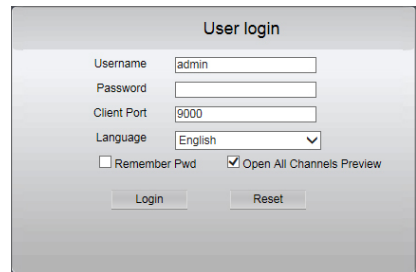 User login
Username admin
Password
Client Port 9000
Language English
Remember Pwd Open All Channels Preview
Login Reset